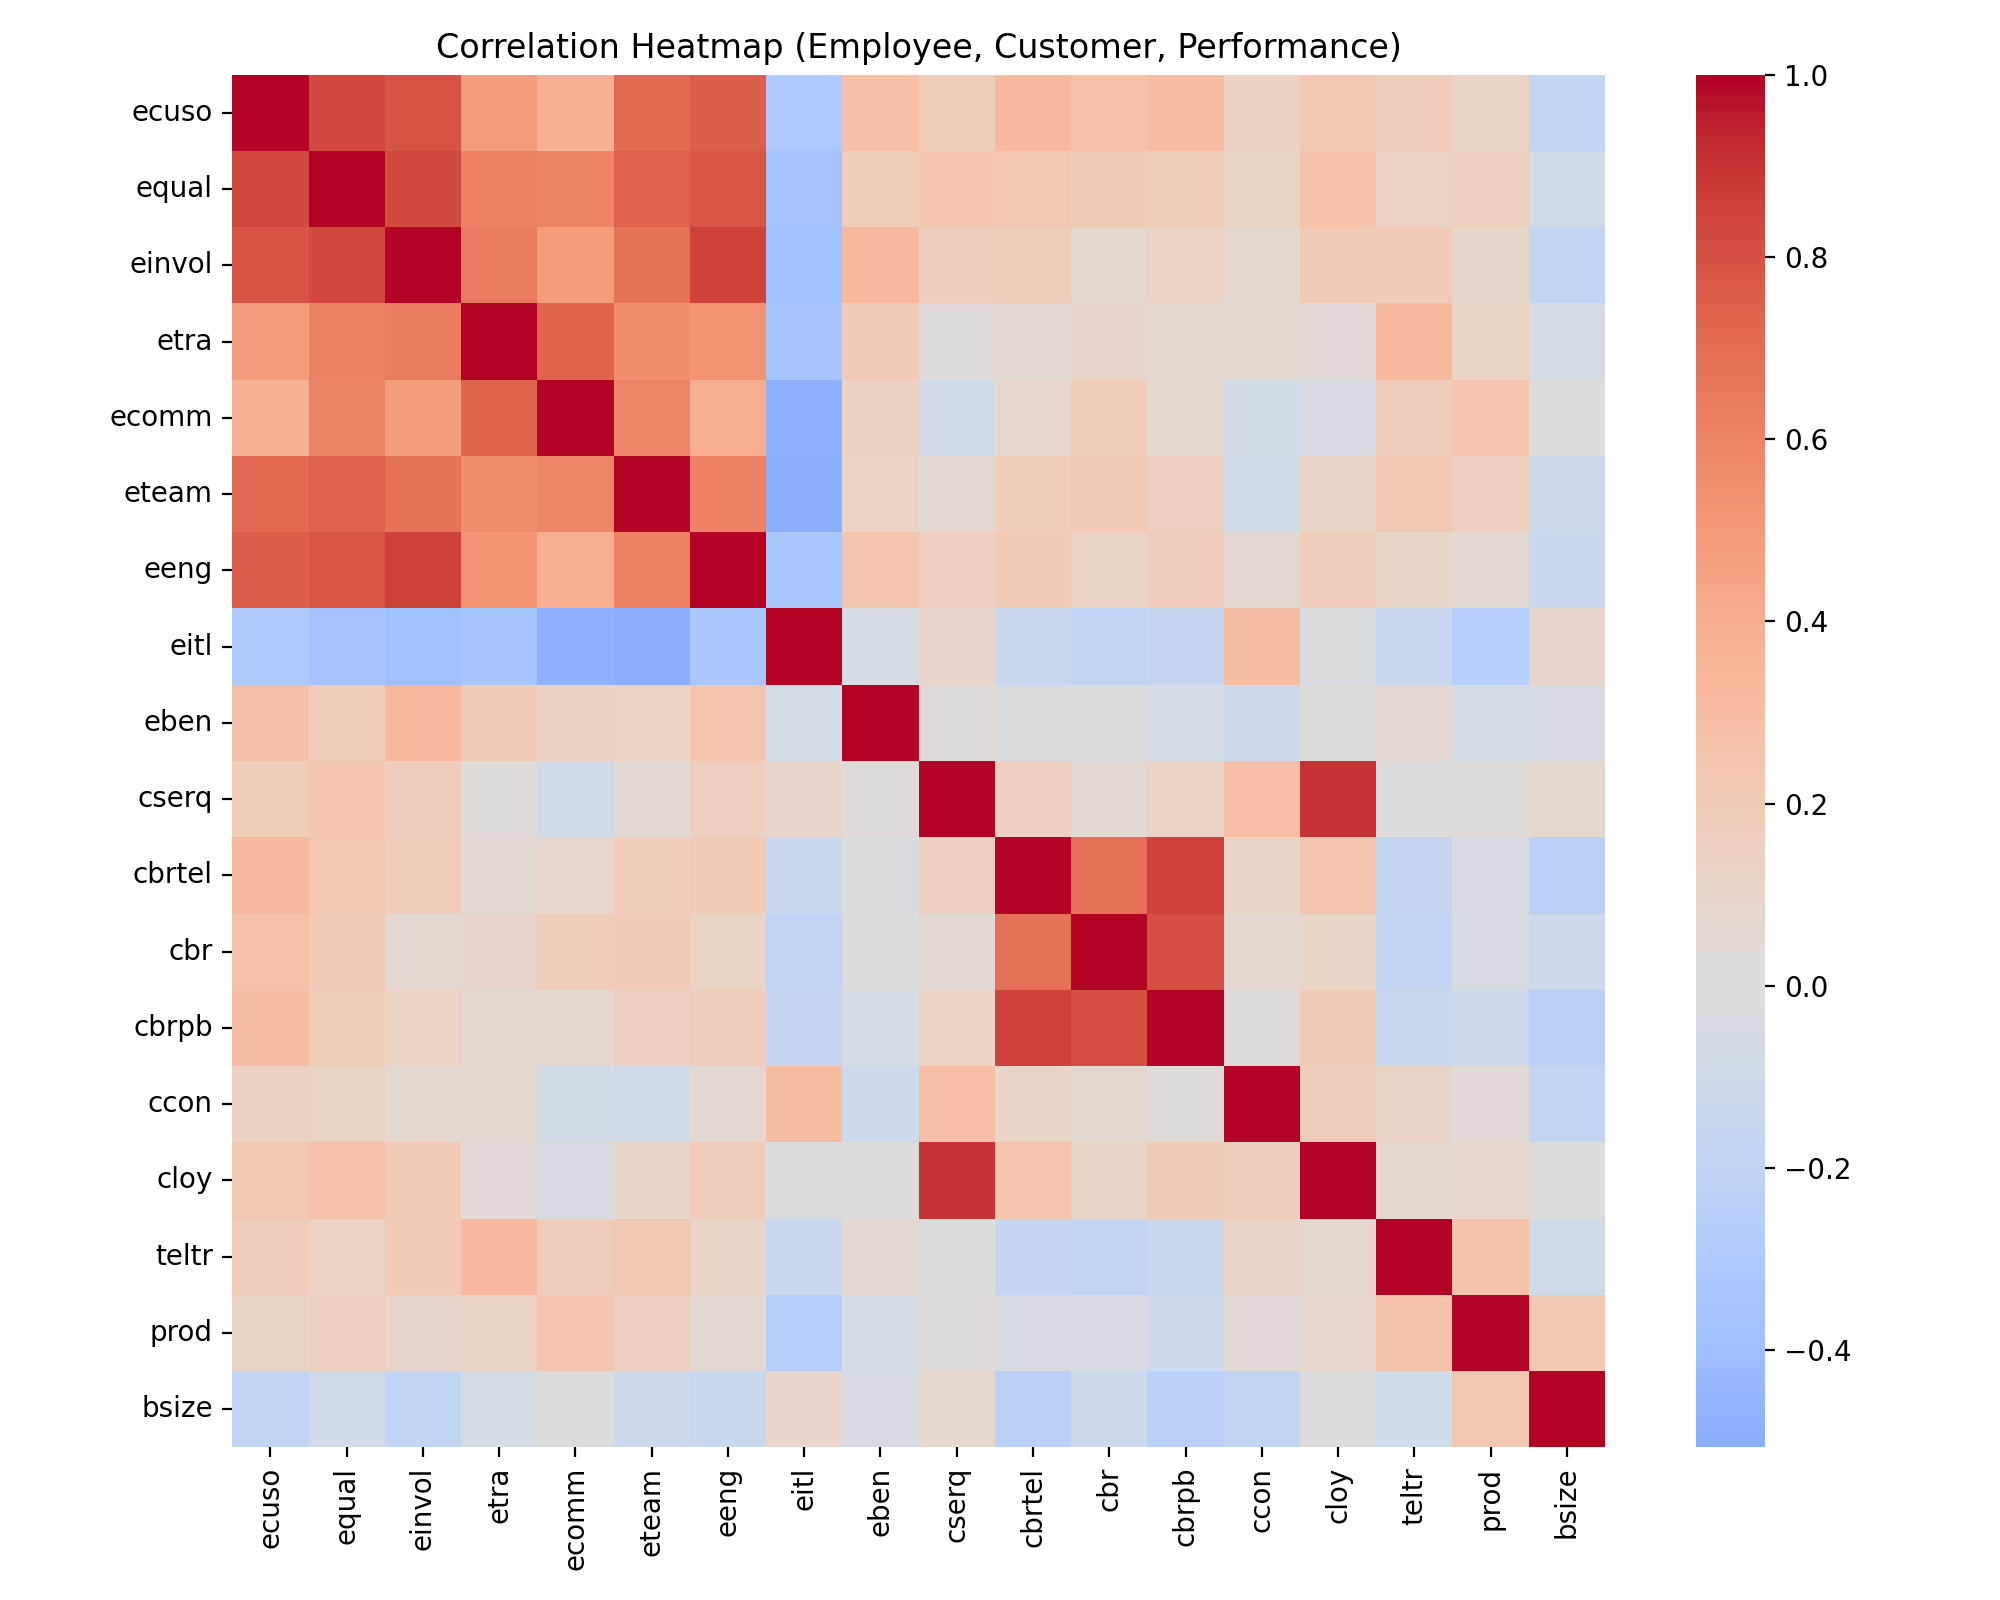 Correlation Heatmap (Employee, Customer, Performance)
ecuso
equal
einvol
etra
ecomm
eteam
eeng
eitl
eben
cserq
cbrtel
cbr
cbrpb
ccon
cloy
teltr
prod
bsize
ecuso equal einvol etra ecomm eteam eeng eitl eben cserq cbrtel cbr cbrpb ccon cloy teltr prod bsize
1.0
0.8
0.6
0.4
0.2
0.0
−0.2
−0.4